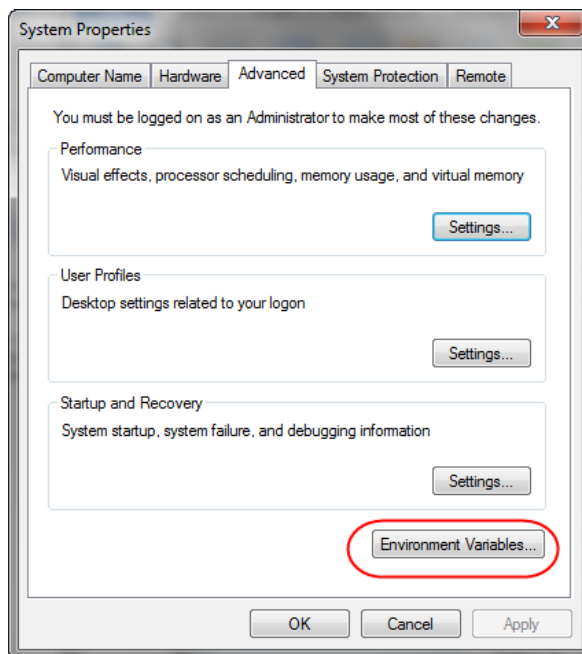 System Properties
Computer Name Hardware Advanced System Protection Remote
You must be logged on as an Administrator to make most of these changes.
Performance
Visual effects, processor scheduling, memory usage, and virtual memory
Settings...
User Profiles
Desktop settings related to your logon
Settings...
Startup and Recovery
System startup, system failure, and debugging information
Settings...
Environment Variables...
OK Cancel Apply